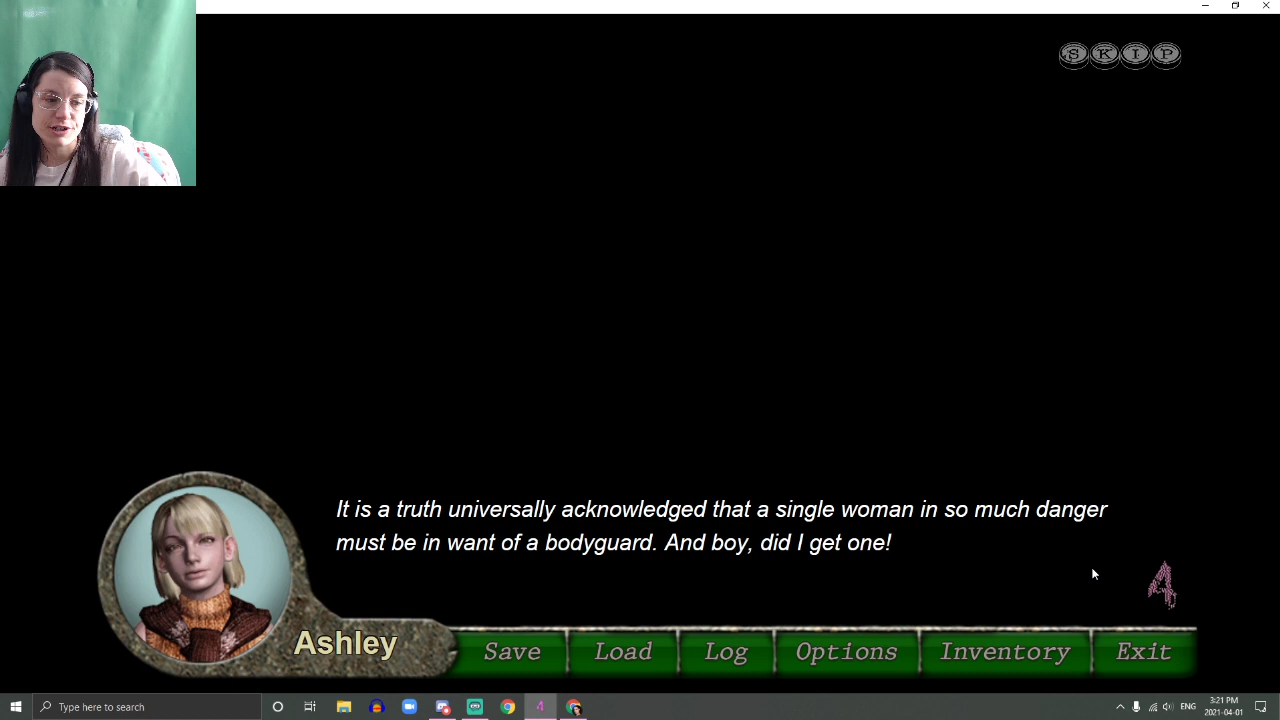 SKIP
It is a truth universally acknowledged that a single woman in so much danger
must be in want of a bodyguard. And boy, did I get one!
Ashley
Save Load Log Options Inventory Exit
Type here to search
ENG
3:21 PM
2021-04-01